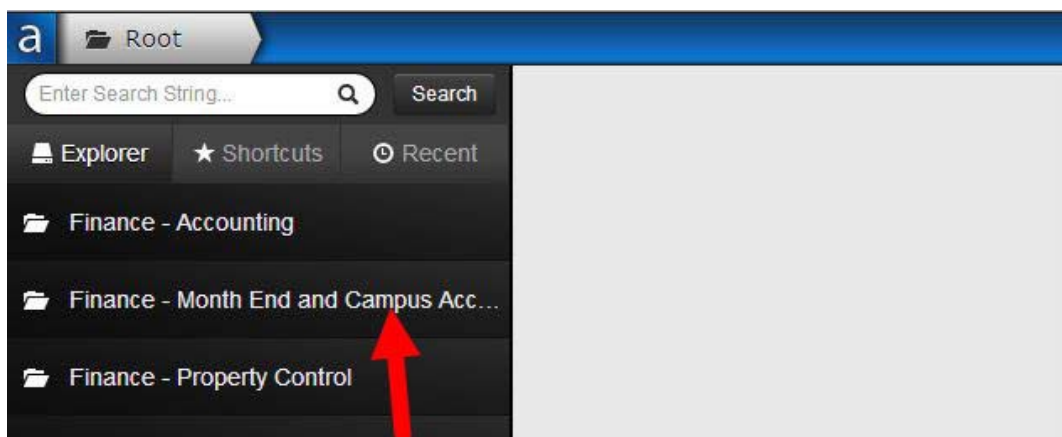 a Root
Enter Search String... Search
Explorer Shortcuts Recent
Finance - Accounting
Finance - Month End and Campus Acc...
Finance - Property Control